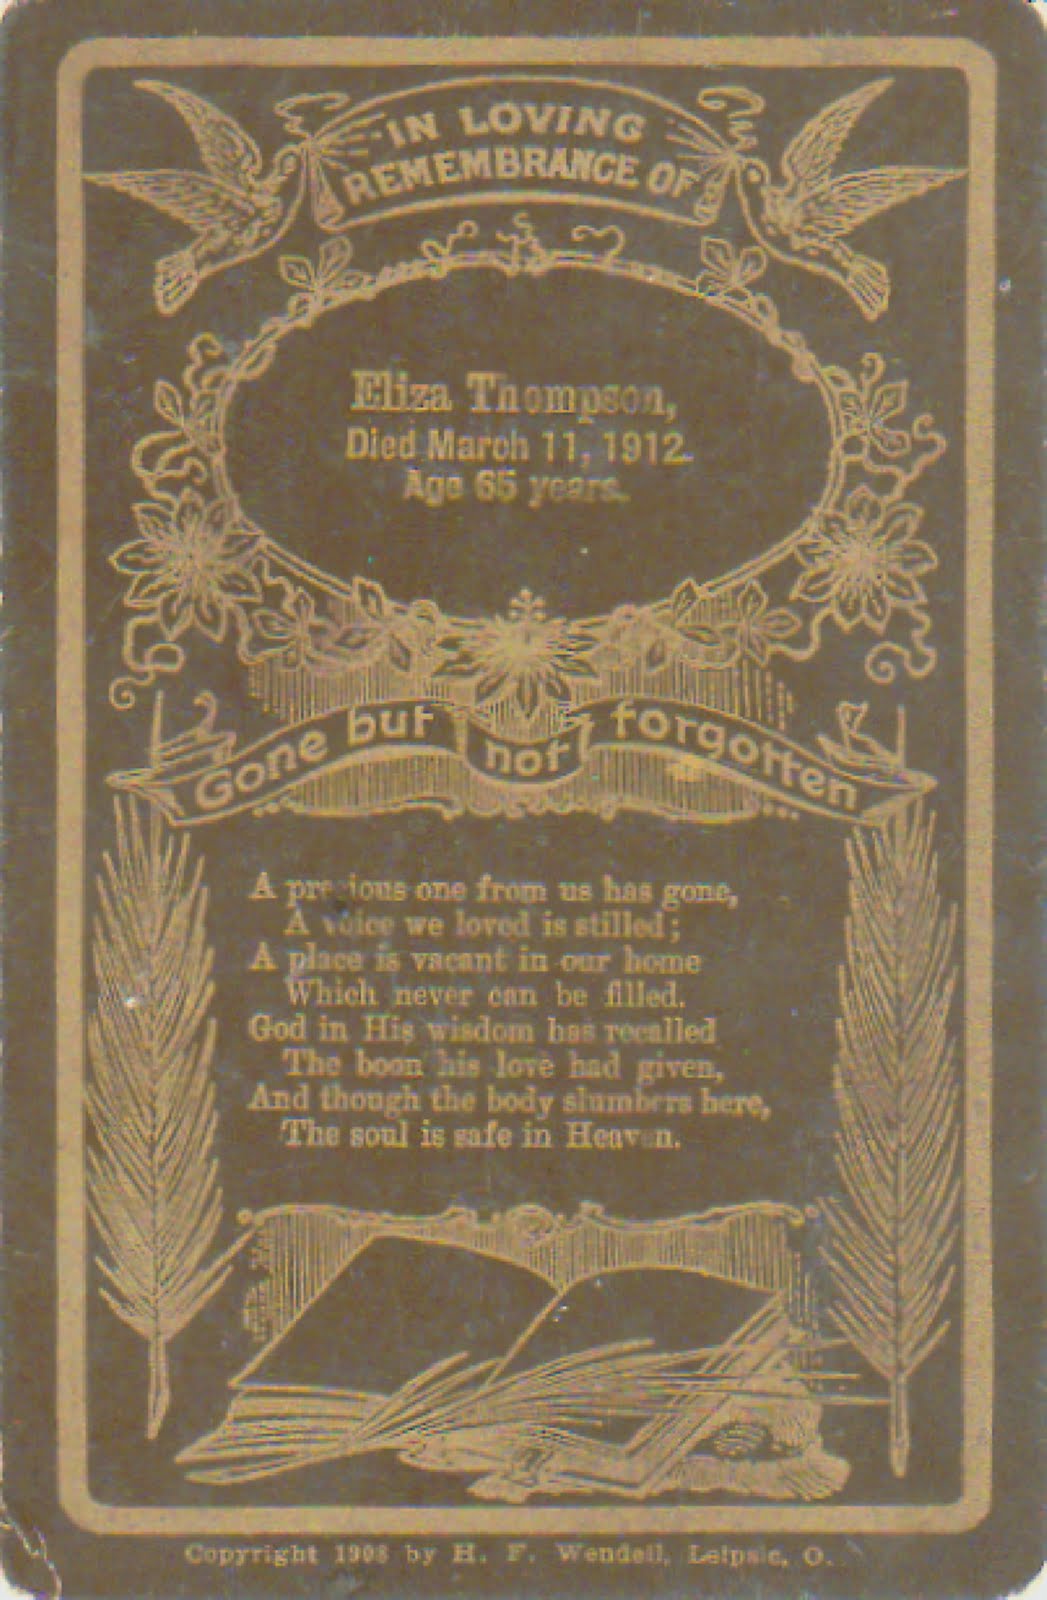 IN LOVING
REMEMBRANCE OF
Eliza Thompson,
Died March 11, 1912.
Age 65 years.
Gone but not forgotten
A precious one from us has gone,
A voice we loved is stilled;
A place is vacant in our home
Which never can be filled.
God in His wisdom has recalled
The boon his love had given,
And though the body slumbers here,
The soul is safe in Heaven.
Copyright 1908 by H. F. Wendell, Leipsic, O.